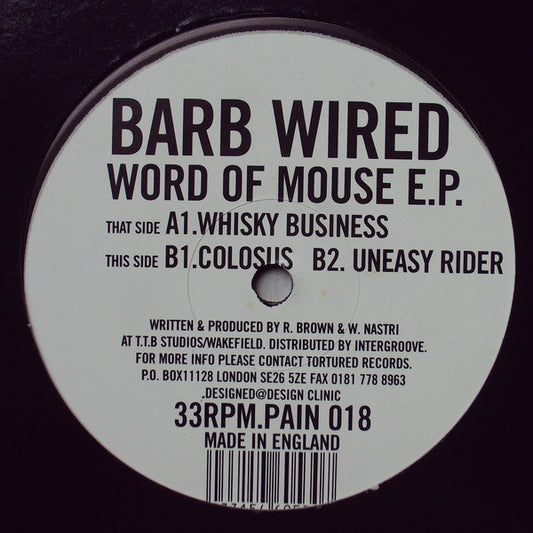 BARB WIRED
WORD OF MOUSE E.P.
THAT SIDE A1.WHISKY BUSINESS
THIS SIDE B1.COLOSUS B2. UNEASY RIDER
WRITTEN & PRODUCED BY R. BROWN & W. NASTRI
AT T.T.B STUDIOS/WAKEFIELD. DISTRIBUTED BY INTERGROOVE.
FOR MORE INFO PLEASE CONTACT TORTURED RECORDS.
P.O. BOX11128 LONDON SE26 5ZE FAX 0181 778 8963
.DESIGNED@DESIGN CLINIC
33RPM.PAIN 018
MADE IN ENGLAND